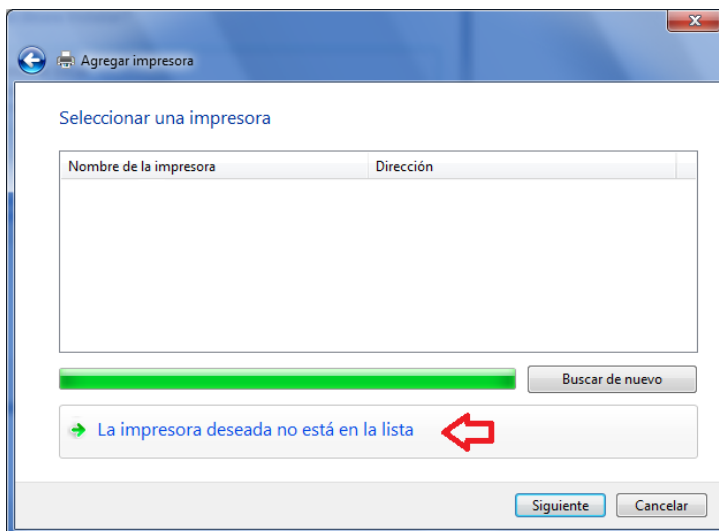 Agregar impresora
Seleccionar una impresora
Nombre de la impresora Dirección
Buscar de nuevo
La impresora deseada no está en la lista
Siguiente Cancelar